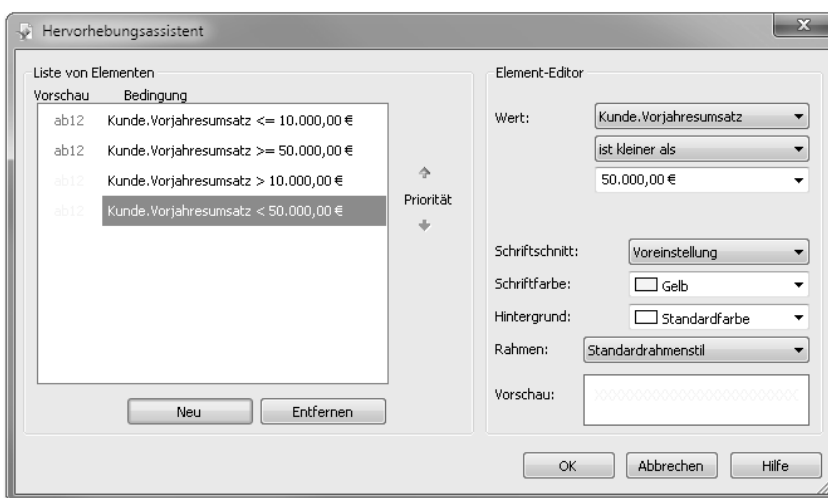 Hervorhebungsassistent
Liste von Elementen
Vorschau Bedingung
ab12 Kunde.Vorjahresumsatz <= 10.000,00 €
ab12 Kunde.Vorjahresumsatz >= 50.000,00 €
ab12 Kunde.Vorjahresumsatz > 10.000,00 €
ab12 Kunde.Vorjahresumsatz < 50.000,00 €
Priorität
Neu Entfernen
Element-Editor
Wert: Kunde.Vorjahresumsatz
ist kleiner als
50.000,00 €
Schriftschnitt: Voreinstellung
Schriftfarbe: Gelb
Hintergrund: Standardfarbe
Rahmen: Standardrahmenstil
Vorschau:
OK Abbrechen Hilfe